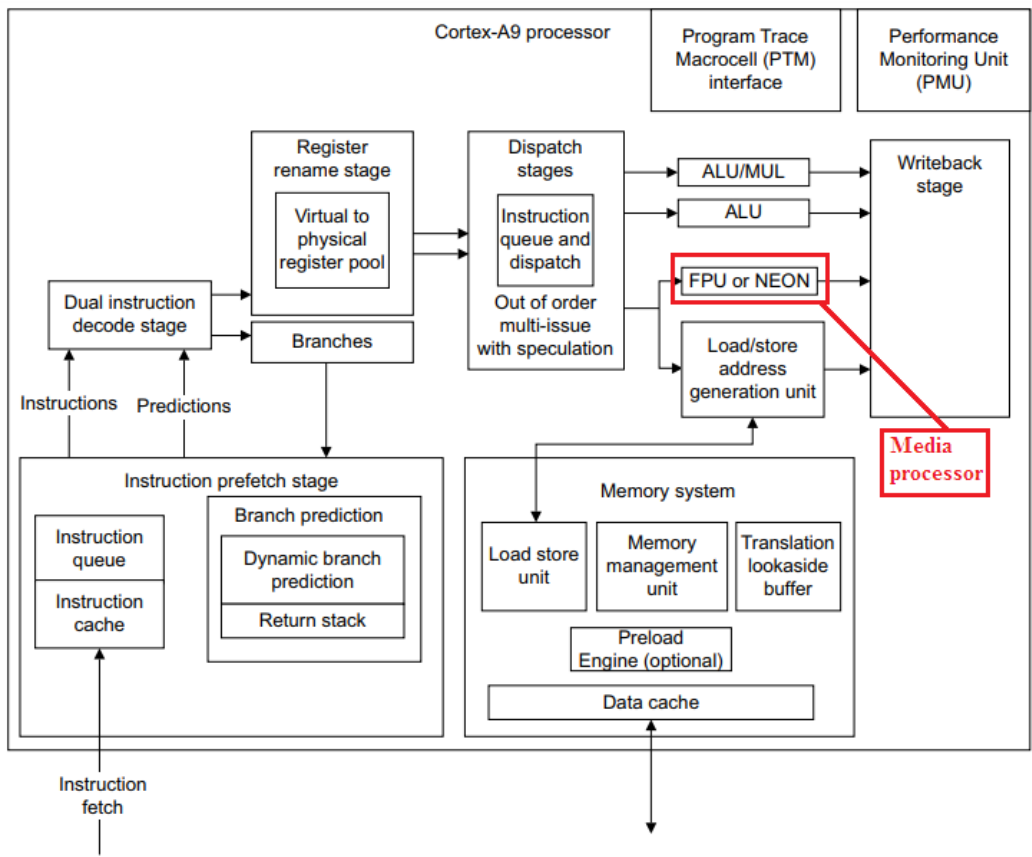 Cortex-A9 processor
Program Trace
Macrocell (PTM)
interface
Performance
Monitoring Unit
(PMU)
Register
rename stage
Virtual to
physical
register pool
Dispatch
stages
Instruction
queue and
dispatch
Out of order
multi-issue
with speculation
ALU/MUL
ALU
FPU or NEON
Load/store
address
generation unit
Writeback
stage
Dual instruction
decode stage
Branches
Instructions
Predictions
Media
processor
Instruction prefetch stage
Instruction
queue
Instruction
cache
Branch prediction
Dynamic branch
prediction
Return stack
Memory system
Load store
unit
Memory
management
unit
Translation
lookaside
buffer
Preload
Engine (optional)
Data cache
Instruction
fetch